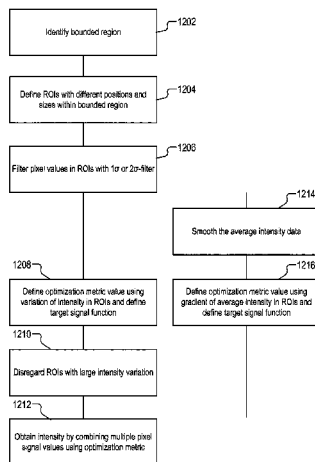 1202
Identify bounded region
1204
Define ROIs with different positions and
sizes within bounded region
1206
Filter pixel values in ROIs with 1σ or 2σ-filter
1214
Smooth the average intensity data
1208
Define optimization metric value using
variation of intensity in ROIs and define
target signal function
1216
Define optimization metric value using
gradient of average intensity in ROIs and
define target signal function
1210
Disregard ROIs with large intensity variation
1212
Obtain intensity by combining multiple pixel
signal values using optimization metric